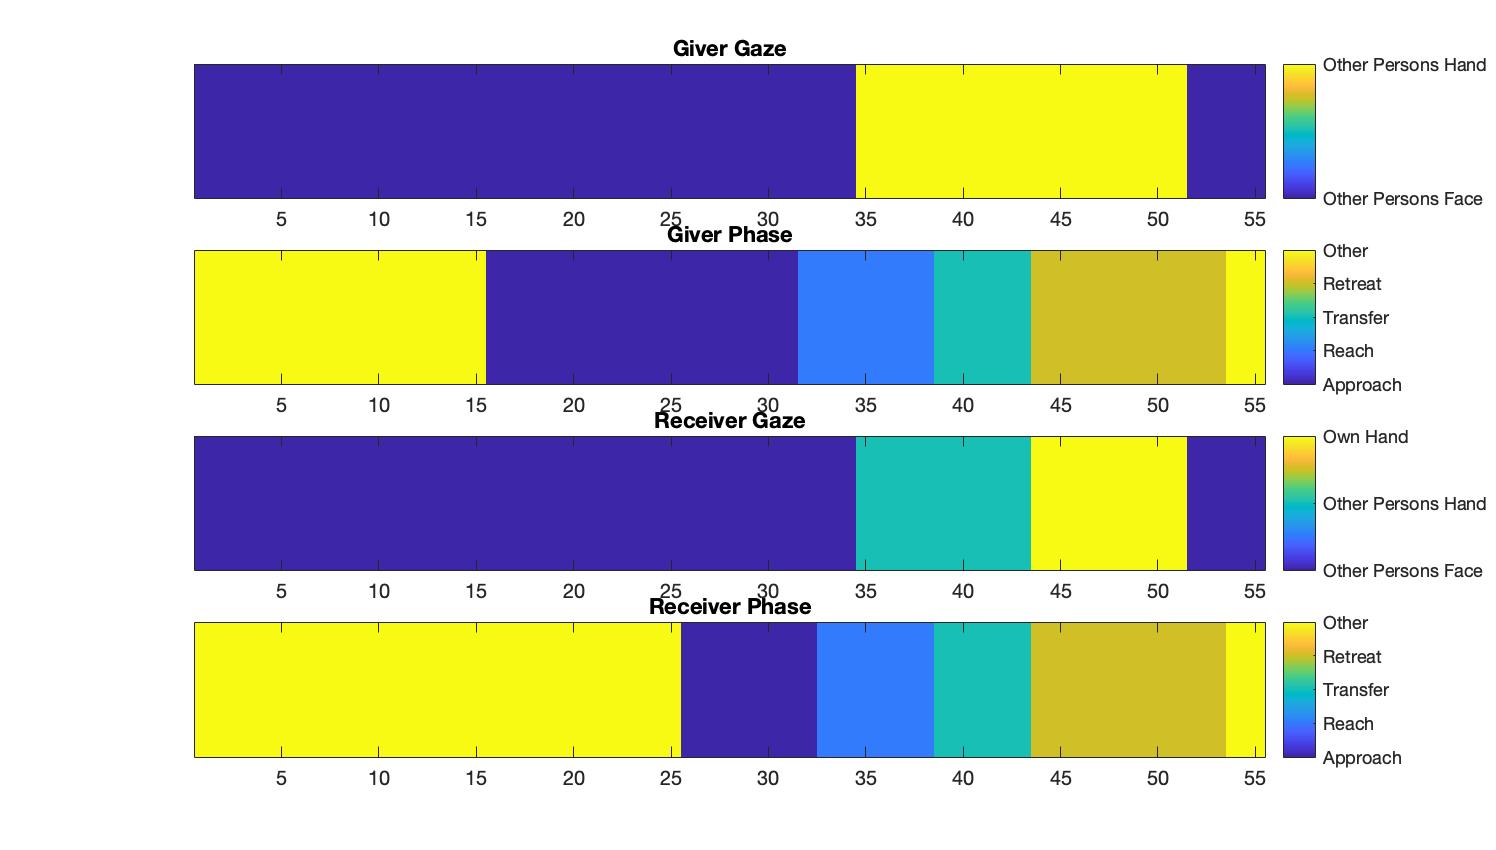 Giver Gaze
Other Persons Hand
Other Persons Face
5 10 15 20 25 30 35 40 45 50 55
Giver Phase
Other
Retreat
Transfer
Reach
Approach
5 10 15 20 25 30 35 40 45 50 55
Receiver Gaze
Own Hand
Other Persons Hand
Other Persons Face
5 10 15 20 25 30 35 40 45 50 55
Receiver Phase
Other
Retreat
Transfer
Reach
Approach
5 10 15 20 25 30 35 40 45 50 55